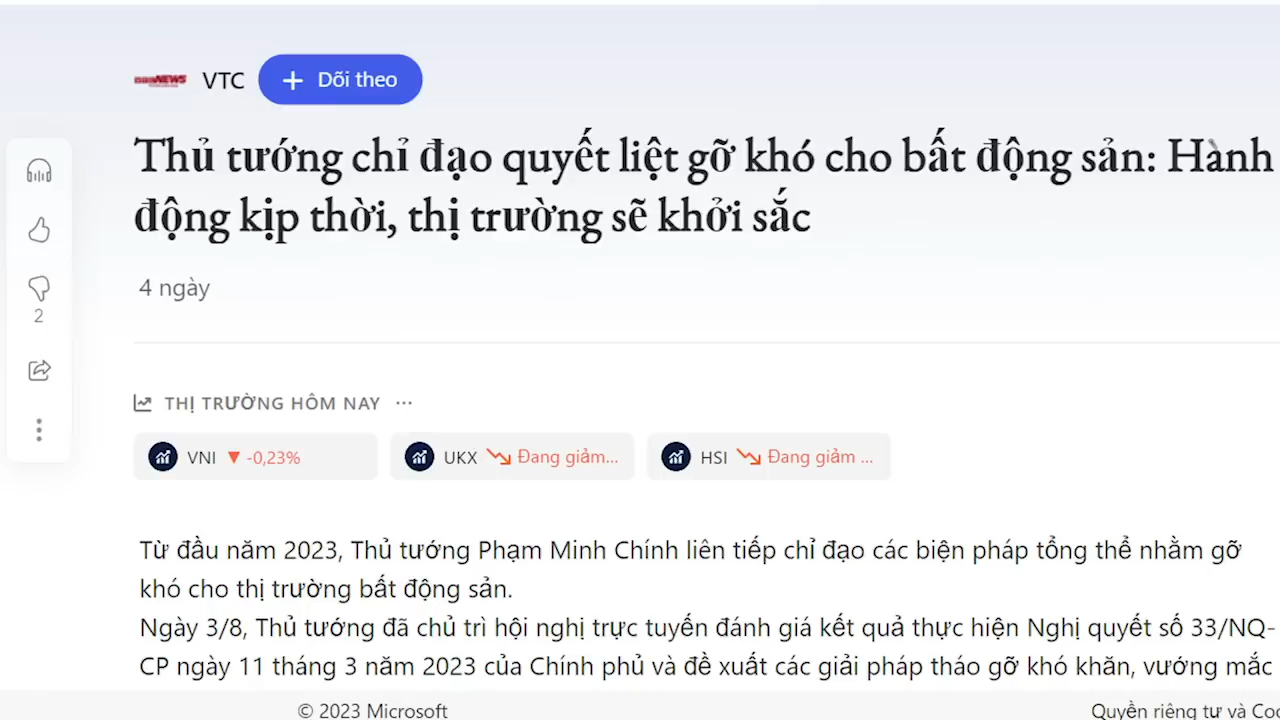 VTC
Dõi theo
Thủ tướng chỉ đạo quyết liệt gỡ khó cho bất động sản: Hành
động kịp thời, thị trường sẽ khởi sắc
4 ngày
2
THỊ TRƯỜNG HÔM NAY ...
VNI ▼ -0,23%
UKX Đang giảm...
HSI Đang giảm ...
Từ đầu năm 2023, Thủ tướng Phạm Minh Chính liên tiếp chỉ đạo các biện pháp tổng thể nhằm gỡ
khó cho thị trường bất động sản.
Ngày 3/8, Thủ tướng đã chủ trì hội nghị trực tuyến đánh giá kết quả thực hiện Nghị quyết số 33/NQ-
CP ngày 11 tháng 3 năm 2023 của Chính phủ và đề xuất các giải pháp tháo gỡ khó khăn, vướng mắc
© 2023 Microsoft
Quyền riêng tư và Coo